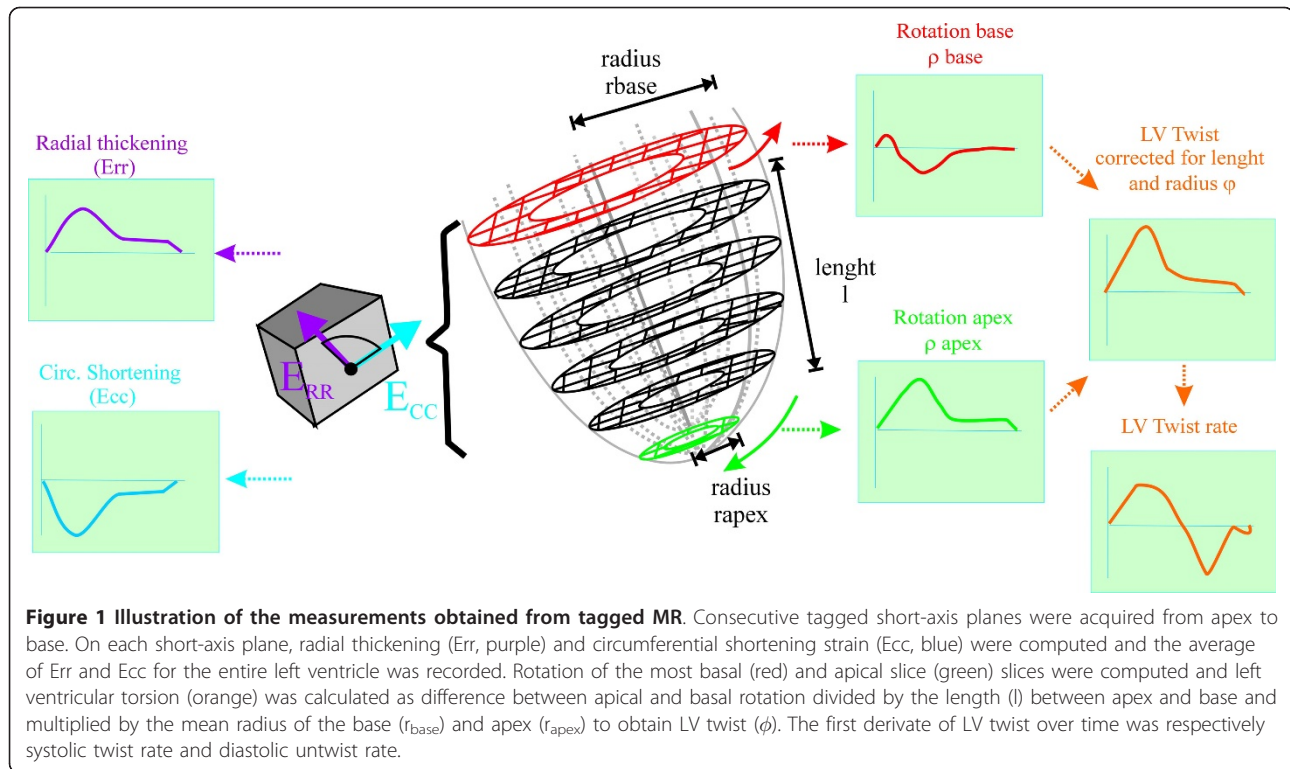 radius
rbase
Rotation base
ρ base
Radial thickening
(Err)
LV Twist
corrected for lenght
and radius φ
lenght
l
Rotation apex
ρ apex
E_RR
E_CC
Circ. Shortening
(Ecc)
LV Twist rate
radius
rapex
Figure 1 Illustration of the measurements obtained from tagged MR. Consecutive tagged short-axis planes were acquired from apex to
base. On each short-axis plane, radial thickening (Err, purple) and circumferential shortening strain (Ecc, blue) were computed and the average
of Err and Ecc for the entire left ventricle was recorded. Rotation of the most basal (red) and apical slice (green) slices were computed and left
ventricular torsion (orange) was calculated as difference between apical and basal rotation divided by the length (l) between apex and base and
multiplied by the mean radius of the base (r_base) and apex (r_apex) to obtain LV twist (ϕ). The first derivate of LV twist over time was respectively
systolic twist rate and diastolic untwist rate.